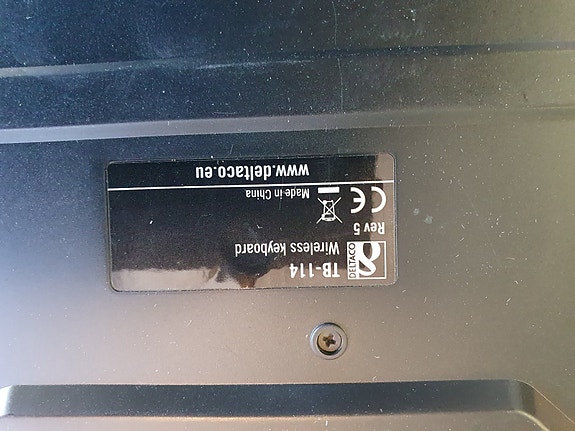 DELTACO
TB-114
Wireless keyboard
Rev 5
CE
Made in China
www.deltaco.eu